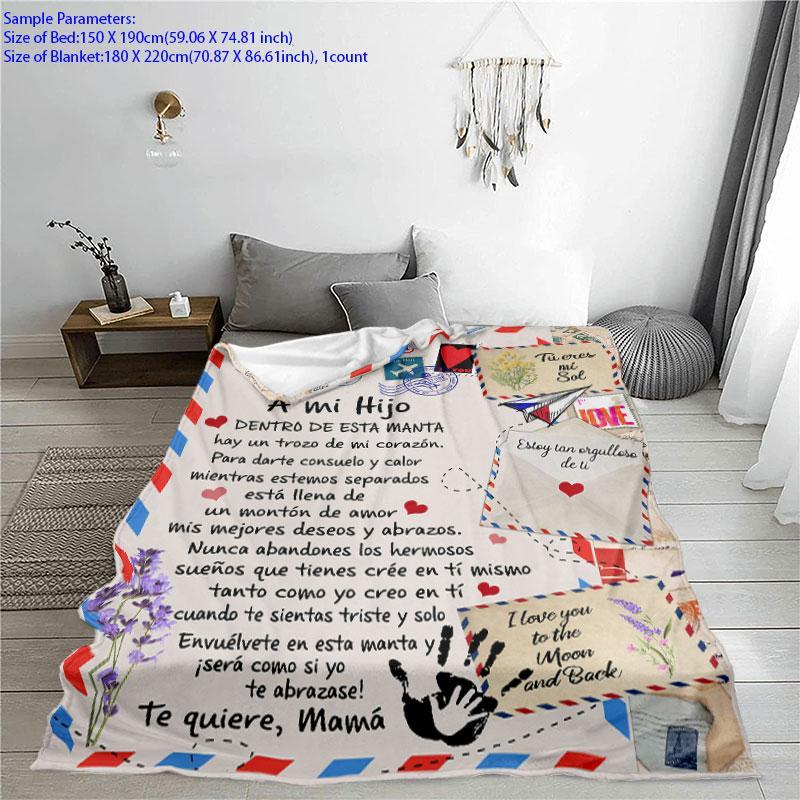 Sample Parameters:
Size of Bed:150 X 190cm(59.06 X 74.81 inch)
Size of Blanket:180 X 220cm(70.87 X 86.61inch), 1count
A mi Hijo
DENTRO DE ESTA MANTA
hay un trozo de mi corazón.
Para darte consuelo y calor
mientras estemos separados
está llena de
un montón de amor
mis mejores deseos y abrazos.
Nunca abandones los hermosos
sueños que tienes crée en tí mismo
tanto como yo creo en tí
cuando te sientas triste y solo
Envuélvete en esta manta y
¡será como si yo
te abrazase!
Te quiere, Mamá
Tú eres
mi
Sol
LOVE
Estoy tan orgulloso
de ti
I love you
to the
Moon
and Back